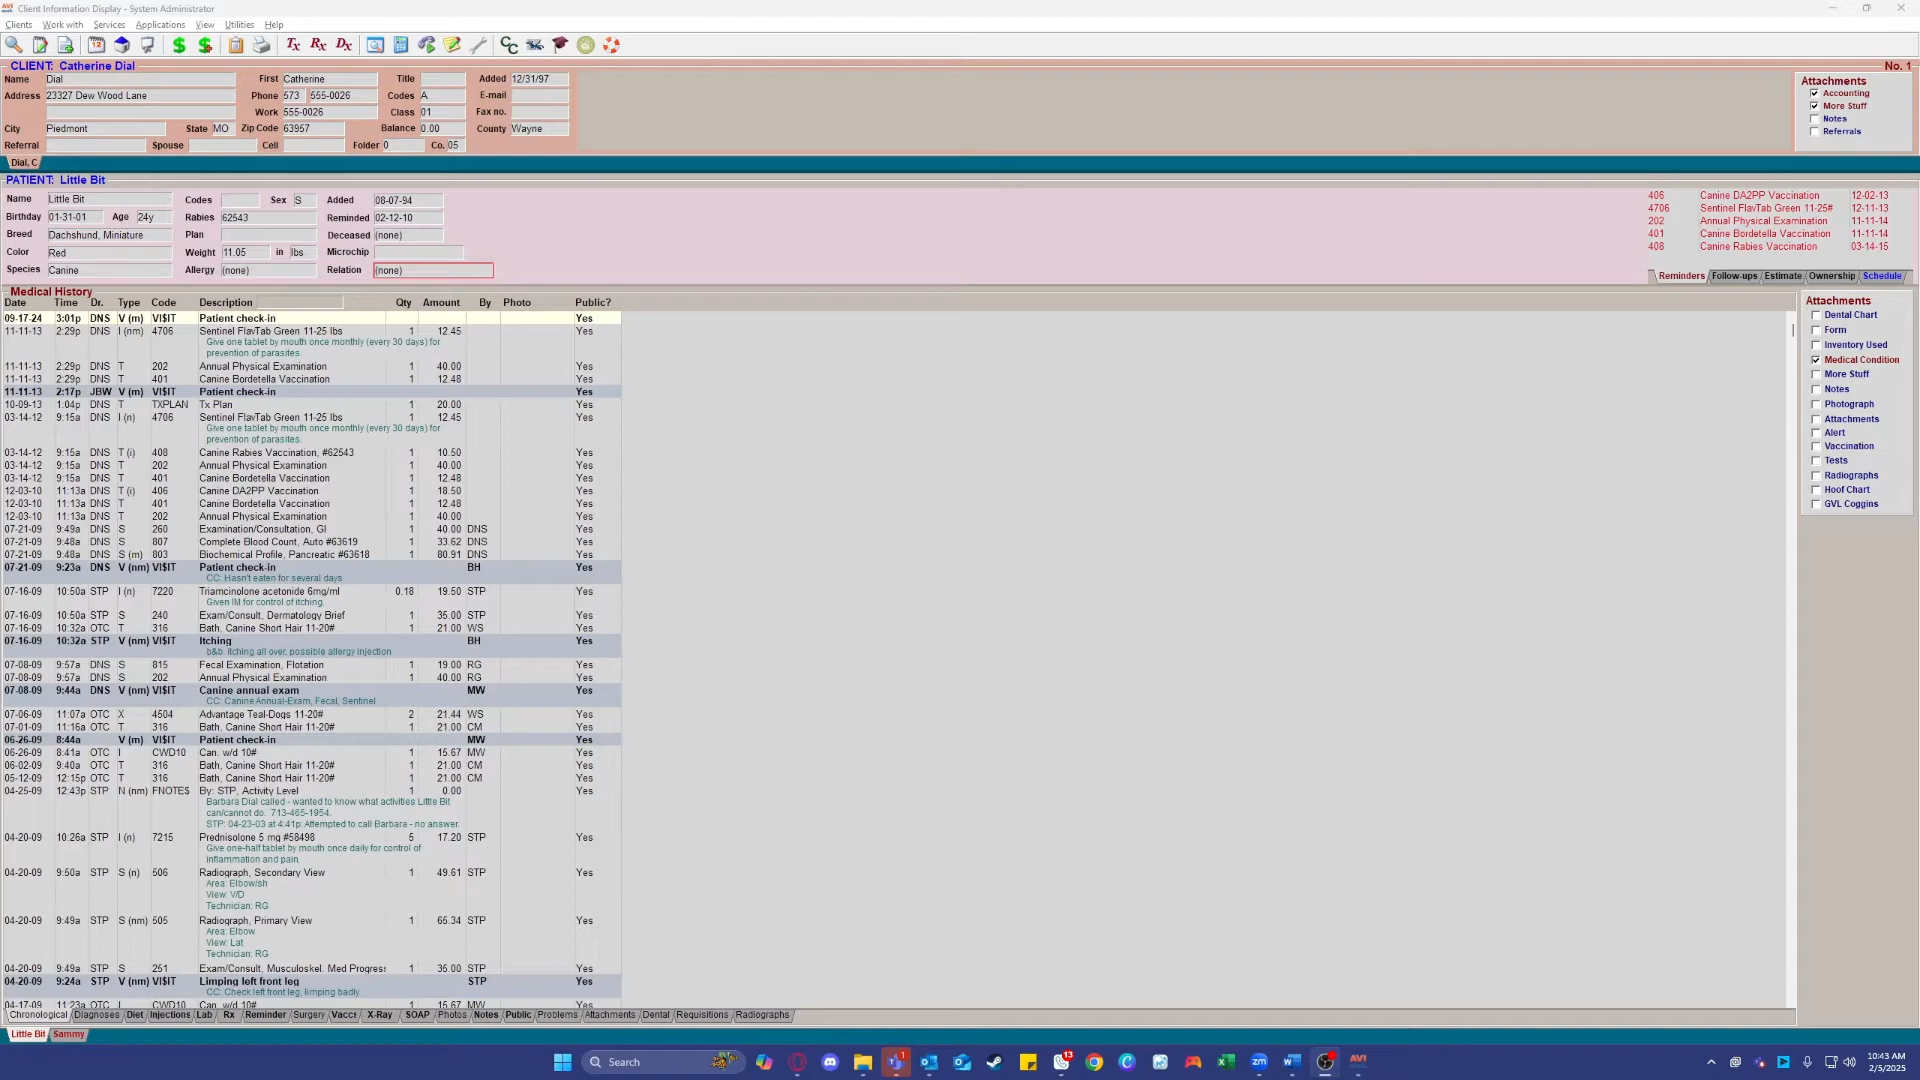 AVI Client Information Display - System Administrator
Clients Work with Services Applications View Utilities Help
12 $ $ Tx Rx Dx CC
CLIENT: Catherine Dial No. 1
Name Dial First Catherine Title Added 12/31/97
Address 23327 Dew Wood Lane Phone 573 555-0026 Codes A E-mail
Work 555-0026 Class 01 Fax no.
City Piedmont State MO Zip Code 63957 Balance 0.00 County Wayne
Referral Spouse Cell Folder 0 Co. 05
Attachments
Accounting
More Stuff
Notes
Referrals
Dial, C
PATIENT: Little Bit
Name Little Bit Codes Sex S Added 08-07-94
Birthday 01-31-01 Age 24y Rabies 62543 Reminded 02-12-10
Breed Dachshund, Miniature Plan Deceased (none)
Color Red Weight 11.05 in lbs Microchip
Species Canine Allergy (none) Relation (none)
406 Canine DA2PP Vaccination 12-02-13
4706 Sentinel FlavTab Green 11-25# 12-11-13
202 Annual Physical Examination 11-11-14
401 Canine Bordetella Vaccination 11-11-14
408 Canine Rabies Vaccination 03-14-15
Reminders Follow-ups Estimate Ownership Schedule
Medical History
Date Time Dr. Type Code Description Qty Amount By Photo Public?
09-17-24 3:01p DNS V (m) VI$IT Patient check-in Yes
11-11-13 2:29p DNS I (nm) 4706 Sentinel FlavTab Green 11-25 lbs 1 12.45 Yes
Give one tablet by mouth once monthly (every 30 days) for
prevention of parasites.
11-11-13 2:29p DNS T 202 Annual Physical Examination 1 40.00 Yes
11-11-13 2:29p DNS T 401 Canine Bordetella Vaccination 1 12.48 Yes
11-11-13 2:17p JBW V (m) VI$IT Patient check-in Yes
10-09-13 1:04p DNS T TXPLAN Tx Plan 1 20.00 Yes
03-14-12 9:15a DNS I (n) 4706 Sentinel FlavTab Green 11-25 lbs 1 12.45 Yes
Give one tablet by mouth once monthly (every 30 days) for
prevention of parasites.
03-14-12 9:15a DNS T (i) 408 Canine Rabies Vaccination, #62543 1 10.50 Yes
03-14-12 9:15a DNS T 202 Annual Physical Examination 1 40.00 Yes
03-14-12 9:15a DNS T 401 Canine Bordetella Vaccination 1 12.48 Yes
12-03-10 11:13a DNS T (i) 406 Canine DA2PP Vaccination 1 18.50 Yes
12-03-10 11:13a DNS T 401 Canine Bordetella Vaccination 1 12.48 Yes
12-03-10 11:13a DNS T 202 Annual Physical Examination 1 40.00 Yes
07-21-09 9:49a DNS S 260 Examination/Consultation, GI 1 40.00 DNS Yes
07-21-09 9:48a DNS S 807 Complete Blood Count, Auto #63619 1 33.62 DNS Yes
07-21-09 9:48a DNS S (m) 803 Biochemical Profile, Pancreatic #63618 1 80.91 DNS Yes
07-21-09 9:23a DNS V (nm) VI$IT Patient check-in BH Yes
CC: Hasn't eaten for several days
07-16-09 10:50a STP I (n) 7220 Triamcinolone acetonide 6mg/ml 0.18 19.50 STP Yes
Given IM for control of itching.
07-16-09 10:50a STP S 240 Exam/Consult, Dermatology Brief 1 35.00 STP Yes
07-16-09 10:32a OTC T 316 Bath, Canine Short Hair 11-20# 1 21.00 WS Yes
07-16-09 10:32a STP V (nm) VI$IT Itching BH Yes
b&b Itching all over, possible allergy injection
07-08-09 9:57a DNS S 815 Fecal Examination, Flotation 1 19.00 RG Yes
07-08-09 9:57a DNS S 202 Annual Physical Examination 1 40.00 RG Yes
07-08-09 9:44a DNS V (nm) VI$IT Canine annual exam MW Yes
CC: Canine Annual-Exam, Fecal, Sentinel
07-06-09 11:07a OTC X 4504 Advantage Teal-Dogs 11-20# 2 21.44 WS Yes
07-01-09 11:16a OTC T 316 Bath, Canine Short Hair 11-20# 1 21.00 CM Yes
06-26-09 8:44a V (m) VI$IT Patient check-in MW Yes
06-26-09 8:41a OTC I CWD10 Can. w/d 10# 1 15.67 MW Yes
06-02-09 9:40a OTC T 316 Bath, Canine Short Hair 11-20# 1 21.00 CM Yes
05-12-09 12:15p OTC T 316 Bath, Canine Short Hair 11-20# 1 21.00 CM Yes
04-25-09 12:43p STP N (nm) FNOTE$ By: STP, Activity Level 1 0.00 Yes
Barbara Dial called - wanted to know what activities Little Bit
can/cannot do. 713-465-1954.
STP: 04-23-03 at 4:41p: Attempted to call Barbara - no answer.
04-20-09 10:26a STP I (n) 7215 Prednisolone 5 mg #58498 5 17.20 STP Yes
Give one-half tablet by mouth once daily for control of
inflammation and pain.
04-20-09 9:50a STP S (n) 506 Radiograph, Secondary View 1 49.61 STP Yes
Area: Elbow/sh
View: V/D
Technician: RG
04-20-09 9:49a STP S (nm) 505 Radiograph, Primary View 1 65.34 STP Yes
Area: Elbow
View: Lat
Technician: RG
04-20-09 9:49a STP S 251 Exam/Consult, Musculoskel. Med Progress 1 35.00 STP Yes
04-20-09 9:24a STP V (nm) VI$IT Limping left front leg STP Yes
CC: Check left front leg, limping badly
04-17-09 11:23a OTC I CWD10 Can. w/d 10# 1 15.67 MW Yes
Attachments
Dental Chart
Form
Inventory Used
Medical Condition
More Stuff
Notes
Photograph
Attachments
Alert
Vaccination
Tests
Radiographs
Hoof Chart
GVL Coggins
Chronological Diagnoses Diet Injections Lab Rx Reminder Surgery Vaccs X-Ray SOAP Photos Notes Public Problems Attachments Dental Requisitions Radiographs
Little Bit Sammy
Search 1 13 zm AVI 10:43 AM
2/5/2025